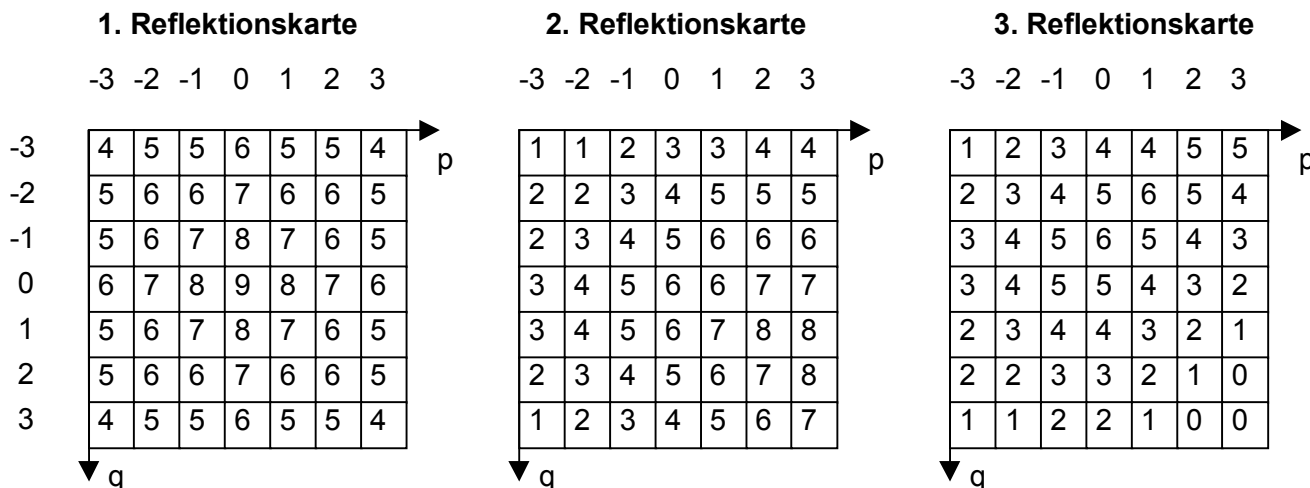 1. Reflektionskarte 2. Reflektionskarte 3. Reflektionskarte
-3 -2 -1 0 1 2 3 -3 -2 -1 0 1 2 3 -3 -2 -1 0 1 2 3
-3 4 5 5 6 5 5 4 p 1 1 2 3 3 4 4 p 1 2 3 4 4 5 5 p
-2 5 6 6 7 6 6 5 2 2 3 4 5 5 5 2 3 4 5 6 5 4
-1 5 6 7 8 7 6 5 2 3 4 5 6 6 6 3 4 5 6 5 4 3
0 6 7 8 9 8 7 6 3 4 5 6 6 7 7 3 4 5 5 4 3 2
1 5 6 7 8 7 6 5 3 4 5 6 7 8 8 2 3 4 4 3 2 1
2 5 6 6 7 6 6 5 2 3 4 5 6 7 8 2 2 3 3 2 1 0
3 4 5 5 6 5 5 4 1 2 3 4 5 6 7 1 1 2 2 1 0 0
q q q